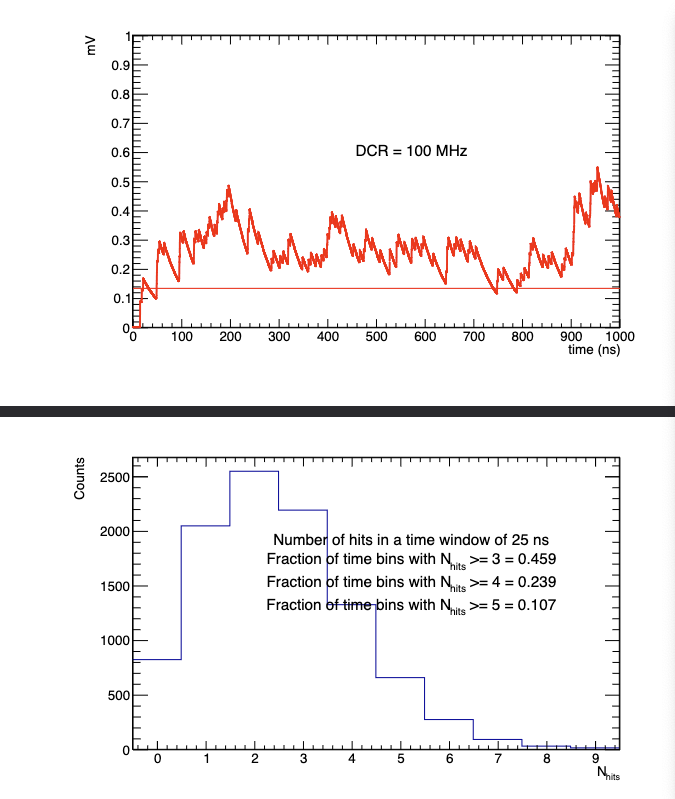 mV
1
0.9
0.8
0.7
0.6
0.5
0.4
0.3
0.2
0.1
0
DCR = 100 MHz
0 100 200 300 400 500 600 700 800 900 1000
time (ns)
Counts
2500
2000
1500
1000
500
0
Number of hits in a time window of 25 ns
Fraction of time bins with Nhits >= 3 = 0.459
Fraction of time bins with Nhits >= 4 = 0.239
Fraction of time bins with Nhits >= 5 = 0.107
0 1 2 3 4 5 6 7 8 9
Nhits